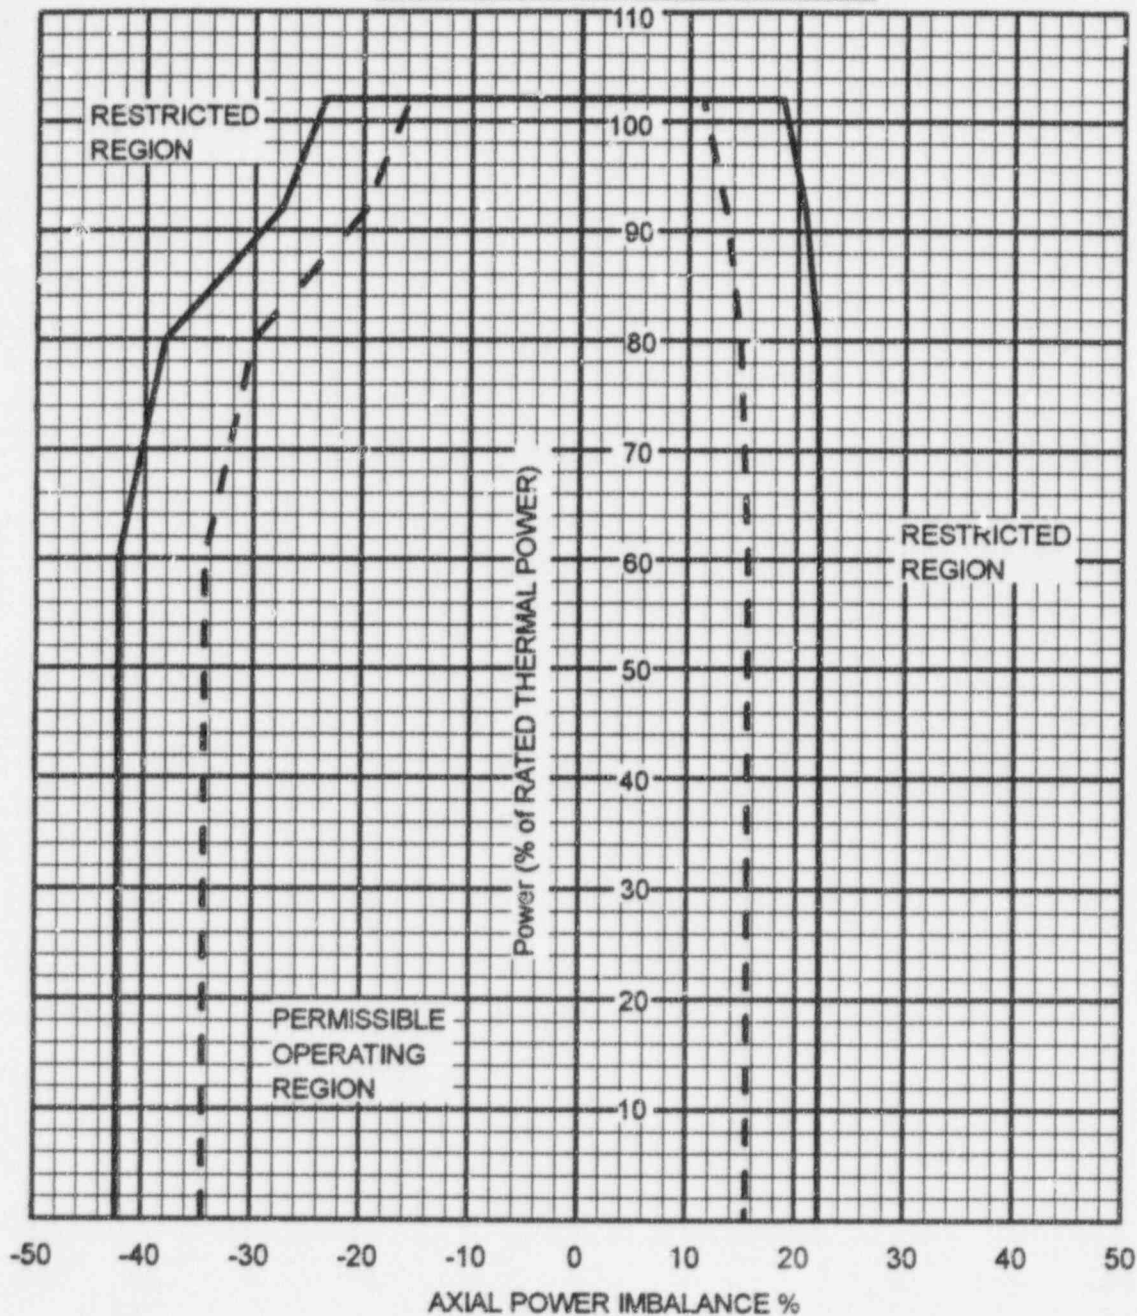 110
RESTRICTED
REGION
100
90
80
70
RESTRICTED
REGION
60
Power (% of RATED THERMAL POWER)
50
40
30
20
PERMISSIBLE
OPERATING
REGION
10
-50 -40 -30 -20 -10 0 10 20 30 40 50
AXIAL POWER IMBALANCE %